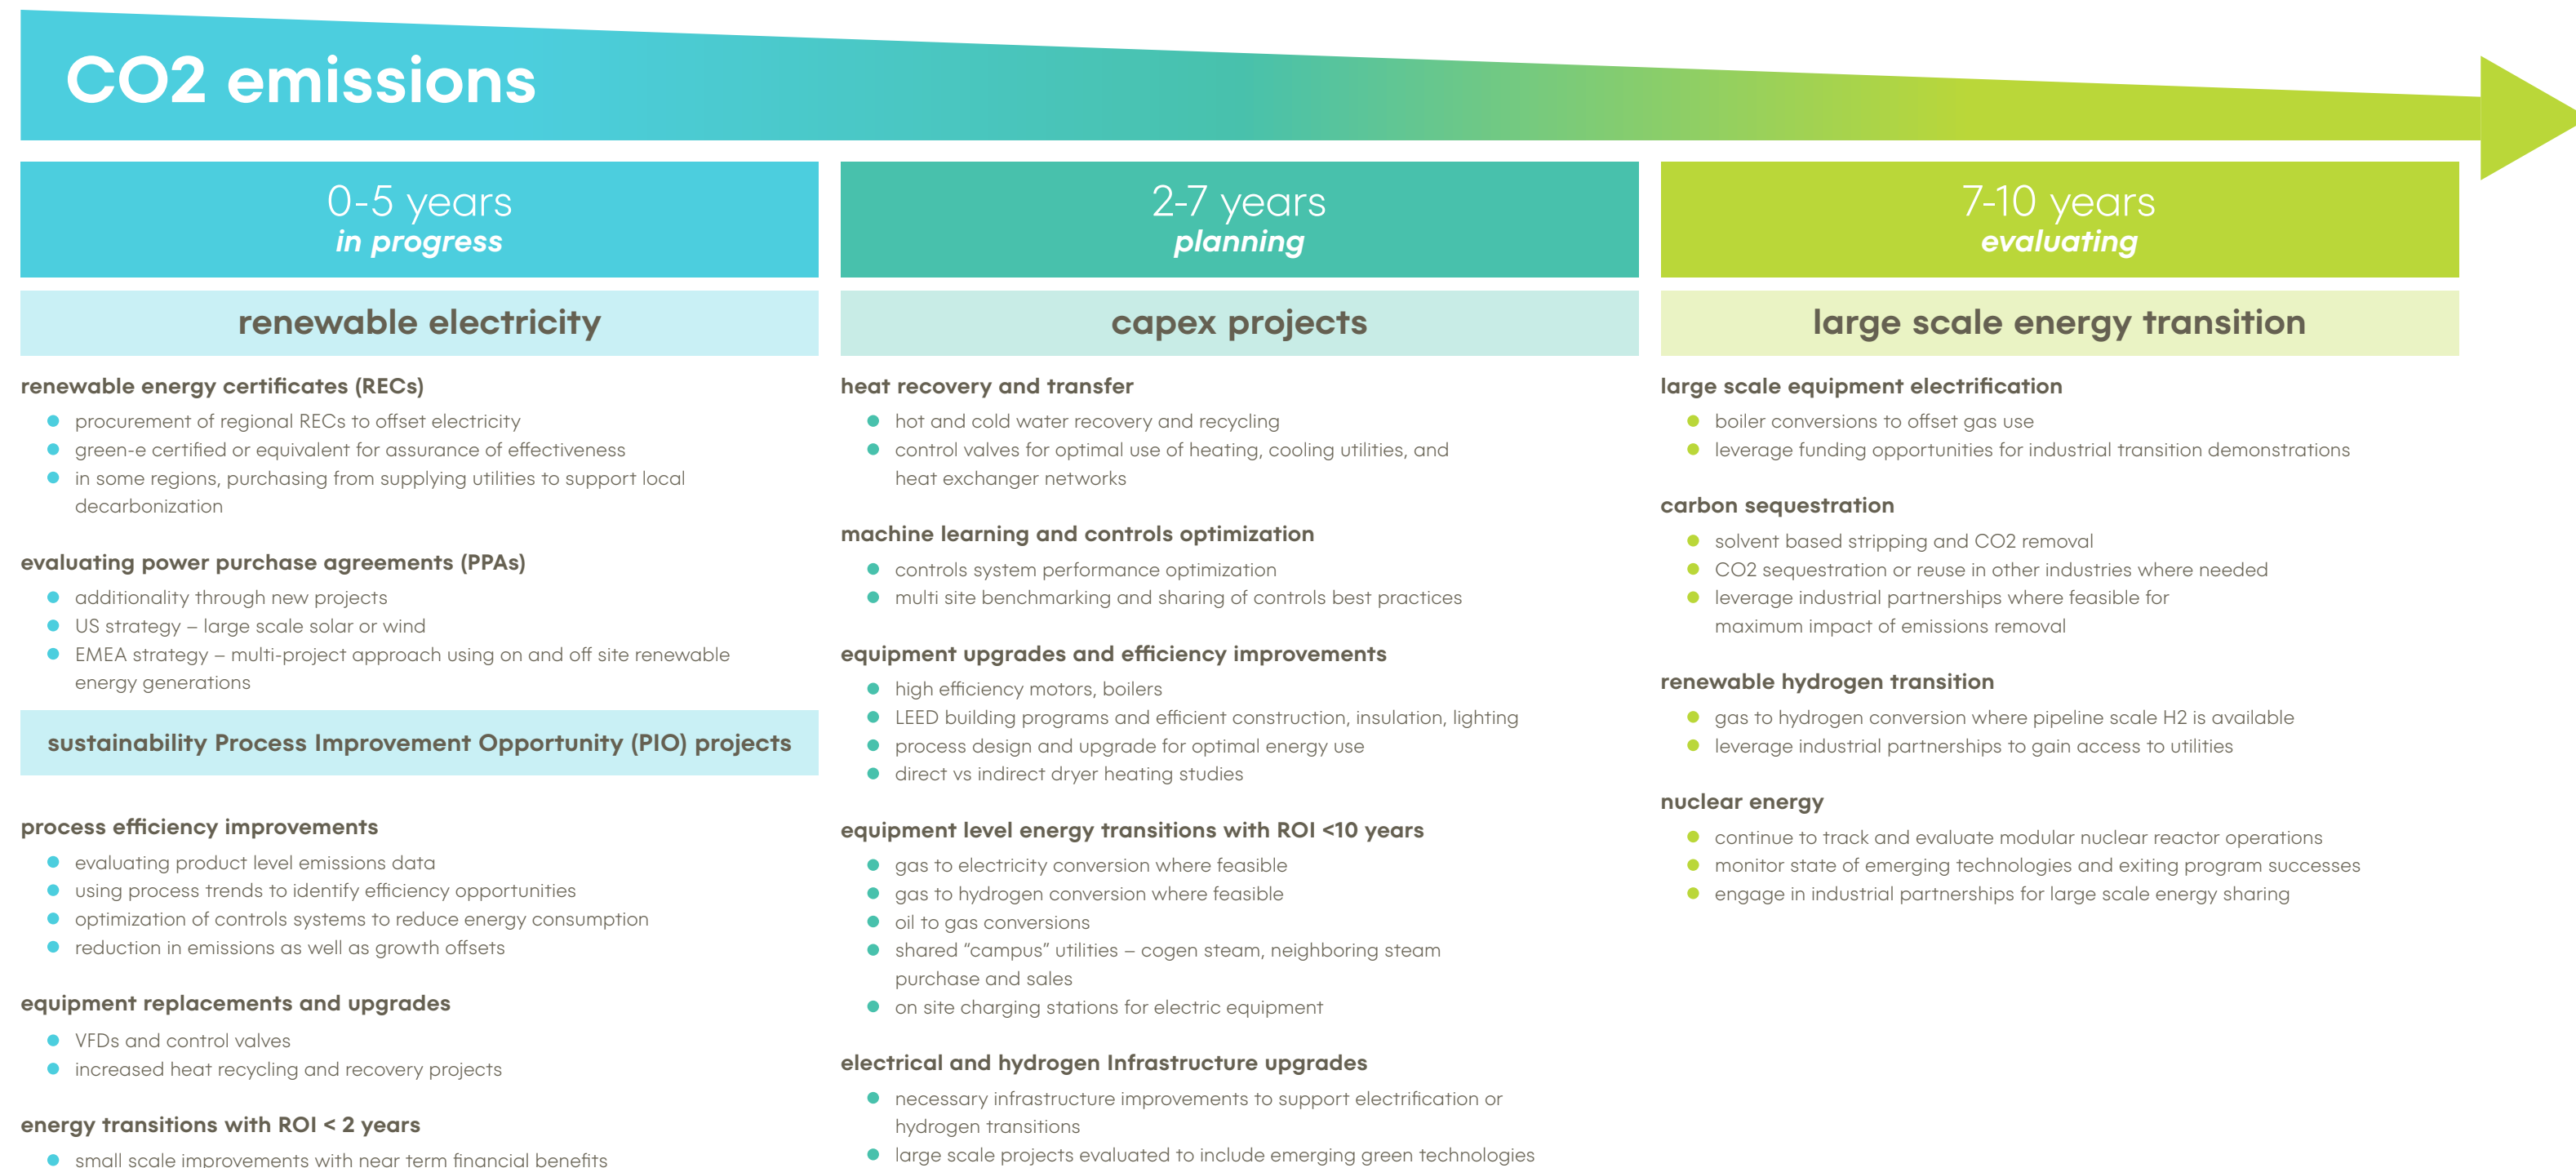 CO2 emissions
0-5 years
in progress
renewable electricity
renewable energy certificates (RECs)
procurement of regional RECs to offset electricity
green-e certified or equivalent for assurance of effectiveness
in some regions, purchasing from supplying utilities to support local
decarbonization
evaluating power purchase agreements (PPAs)
additionality through new projects
US strategy – large scale solar or wind
EMEA strategy – multi-project approach using on and off site renewable
energy generations
sustainability Process Improvement Opportunity (PIO) projects
process efficiency improvements
evaluating product level emissions data
using process trends to identify efficiency opportunities
optimization of controls systems to reduce energy consumption
reduction in emissions as well as growth offsets
equipment replacements and upgrades
VFDs and control valves
increased heat recycling and recovery projects
energy transitions with ROI < 2 years
small scale improvements with near term financial benefits
2-7 years
planning
capex projects
heat recovery and transfer
hot and cold water recovery and recycling
control valves for optimal use of heating, cooling utilities, and
heat exchanger networks
machine learning and controls optimization
controls system performance optimization
multi site benchmarking and sharing of controls best practices
equipment upgrades and efficiency improvements
high efficiency motors, boilers
LEED building programs and efficient construction, insulation, lighting
process design and upgrade for optimal energy use
direct vs indirect dryer heating studies
equipment level energy transitions with ROI <10 years
gas to electricity conversion where feasible
gas to hydrogen conversion where feasible
oil to gas conversions
shared “campus” utilities – cogen steam, neighboring steam
purchase and sales
on site charging stations for electric equipment
electrical and hydrogen Infrastructure upgrades
necessary infrastructure improvements to support electrification or
hydrogen transitions
large scale projects evaluated to include emerging green technologies
7-10 years
evaluating
large scale energy transition
large scale equipment electrification
boiler conversions to offset gas use
leverage funding opportunities for industrial transition demonstrations
carbon sequestration
solvent based stripping and CO2 removal
CO2 sequestration or reuse in other industries where needed
leverage industrial partnerships where feasible for
maximum impact of emissions removal
renewable hydrogen transition
gas to hydrogen conversion where pipeline scale H2 is available
leverage industrial partnerships to gain access to utilities
nuclear energy
continue to track and evaluate modular nuclear reactor operations
monitor state of emerging technologies and exiting program successes
engage in industrial partnerships for large scale energy sharing